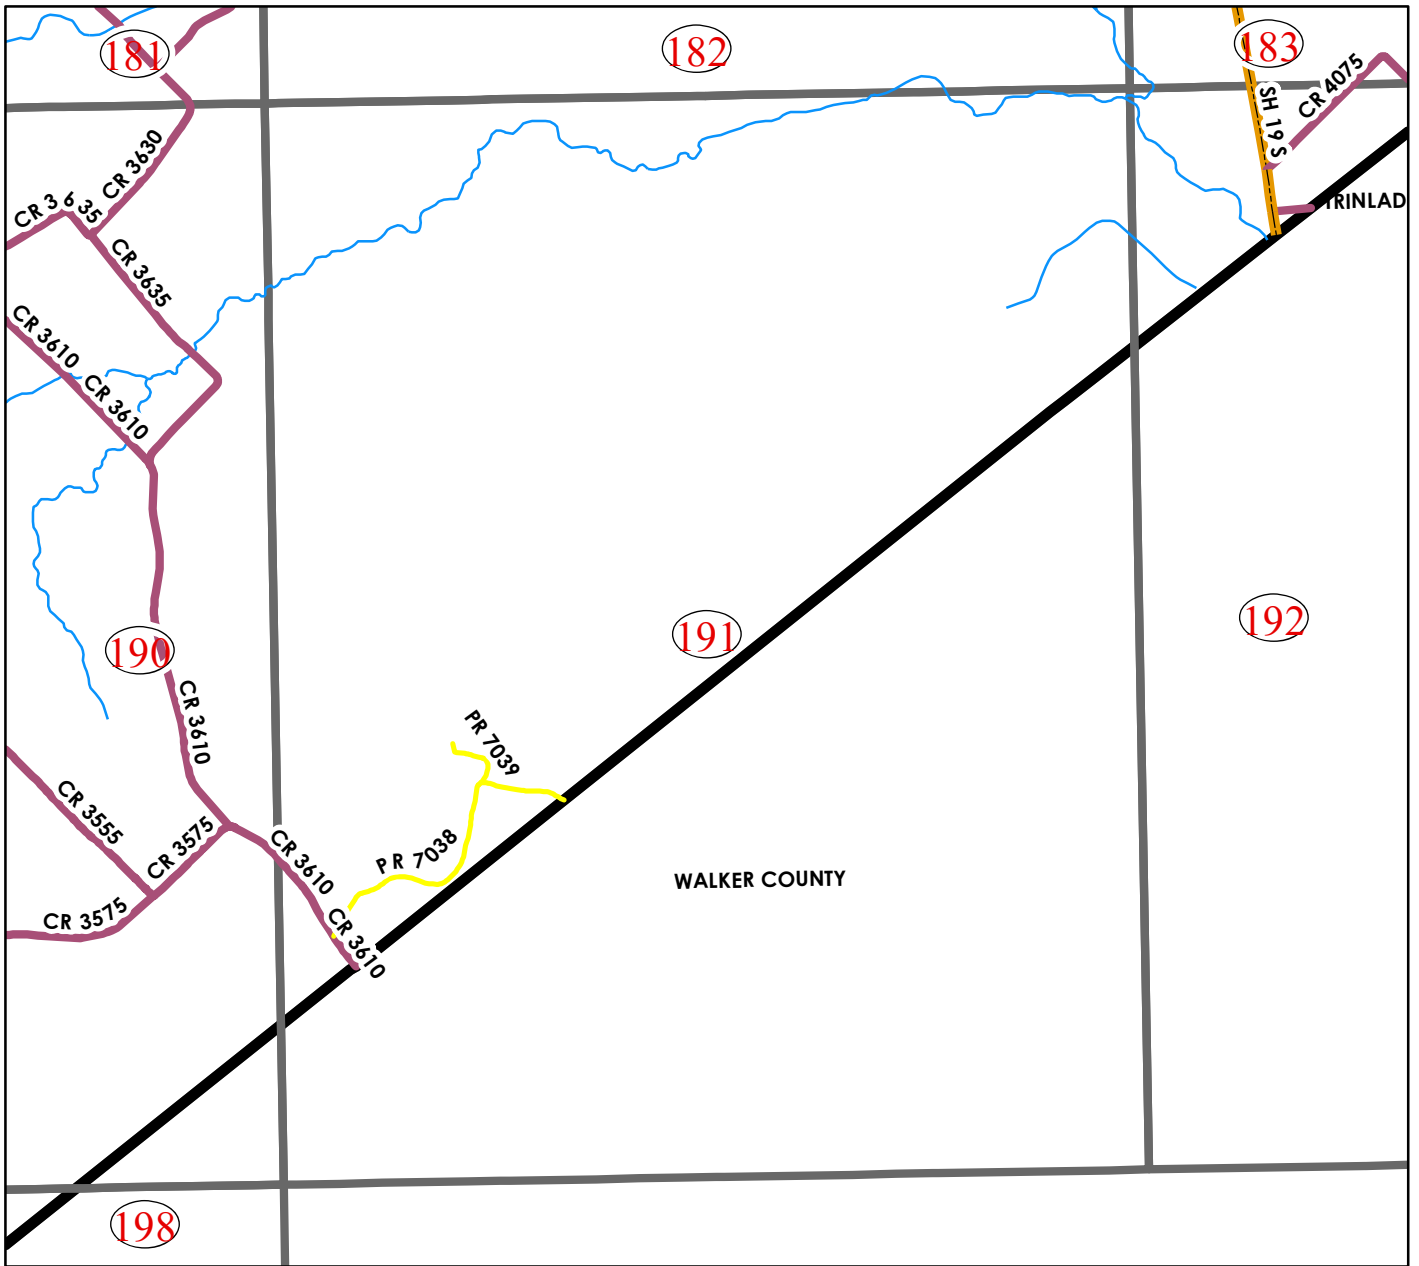 181
182
183
SH 19 S
CR 4075
CR 3630
TRINLAD
CR 3 6 35
CR 3635
CR 3610
CR 3610
191
192
190
CR 3610
PR 7039
CR 3555
CR 3575
CR 3610
PR 7038
WALKER COUNTY
CR 3575
CR 3610
198